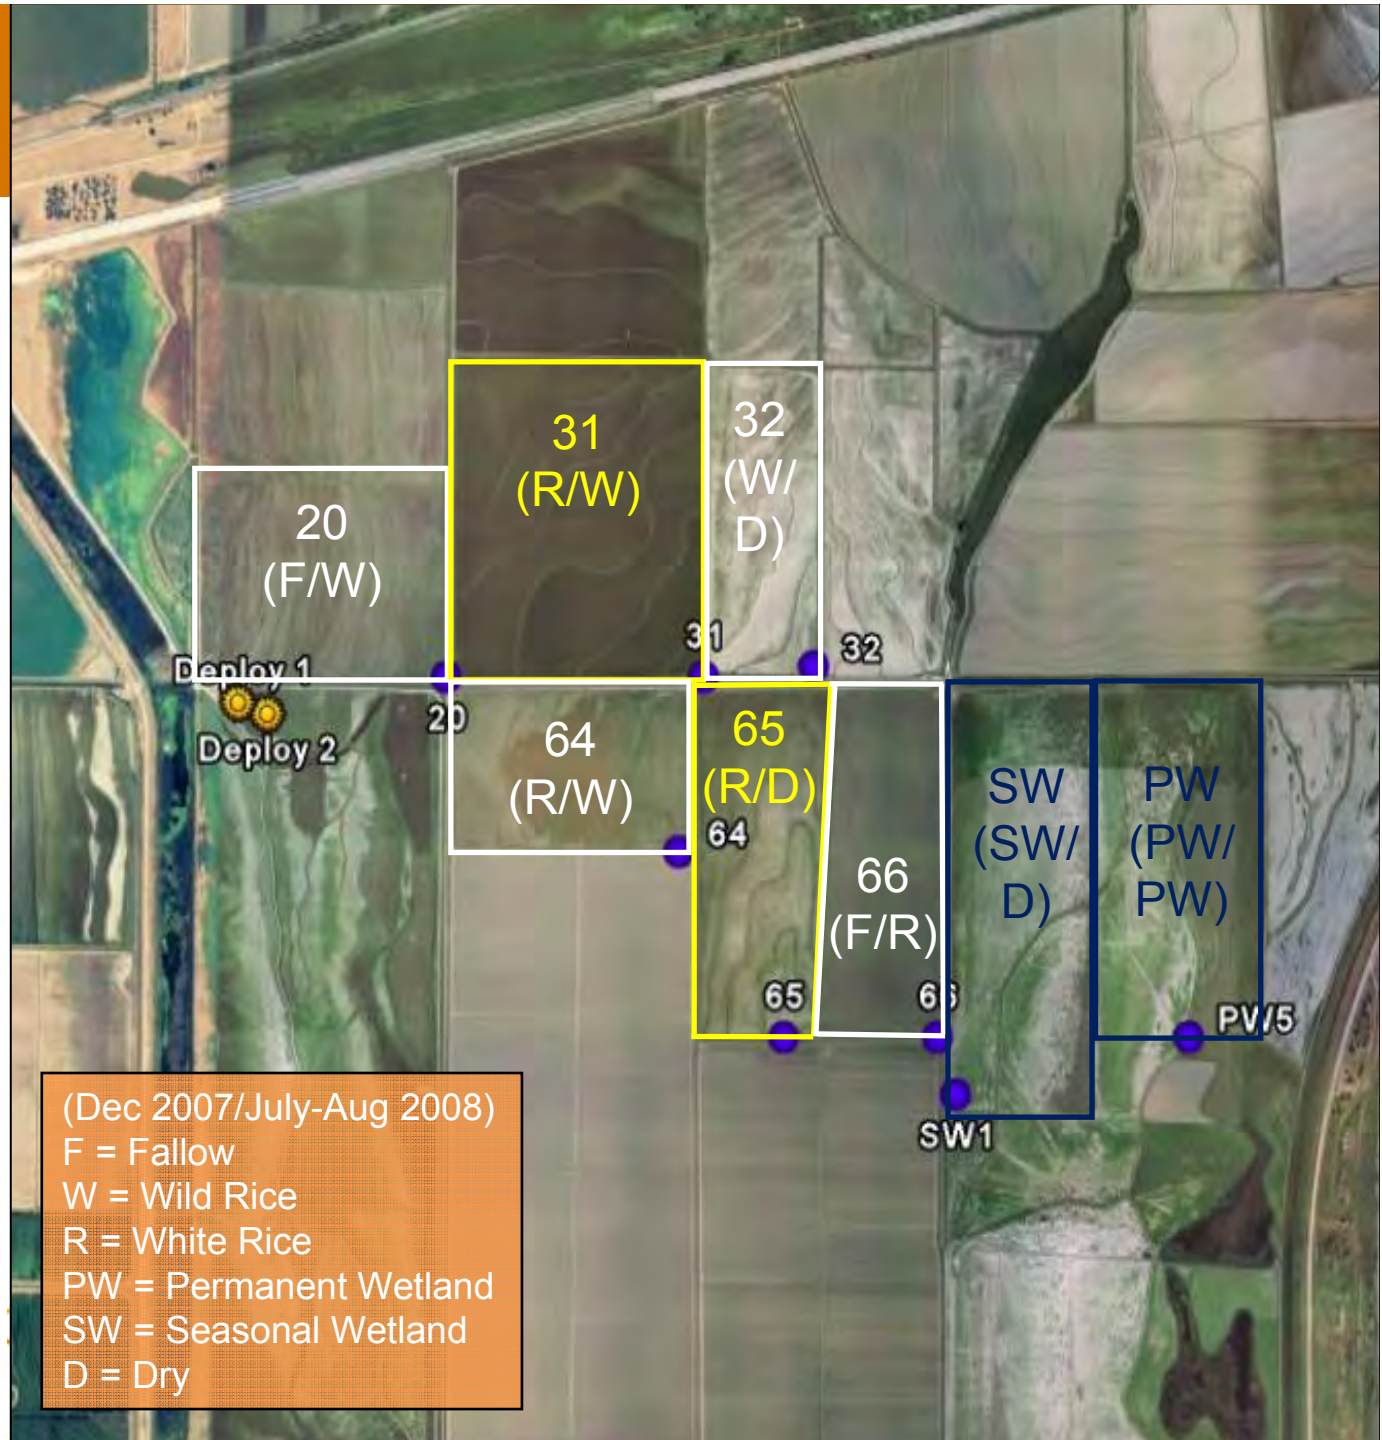 31
(R/W)
32
(W/
D)
20
(F/W)
31
32
Deploy 1
Deploy 2
20
64
(R/W)
65
(R/D)
64
66
(F/R)
SW
(SW/
D)
PW
(PW/
PW)
65
66
PW5
SW1
(Dec 2007/July-Aug 2008)
F = Fallow
W = Wild Rice
R = White Rice
PW = Permanent Wetland
SW = Seasonal Wetland
D = Dry